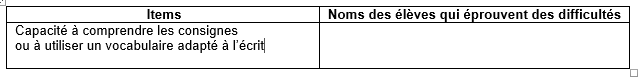 Items Noms des élèves qui éprouvent des difficultés
Capacité à comprendre les consignes
ou à utiliser un vocabulaire adapté à l'écrit